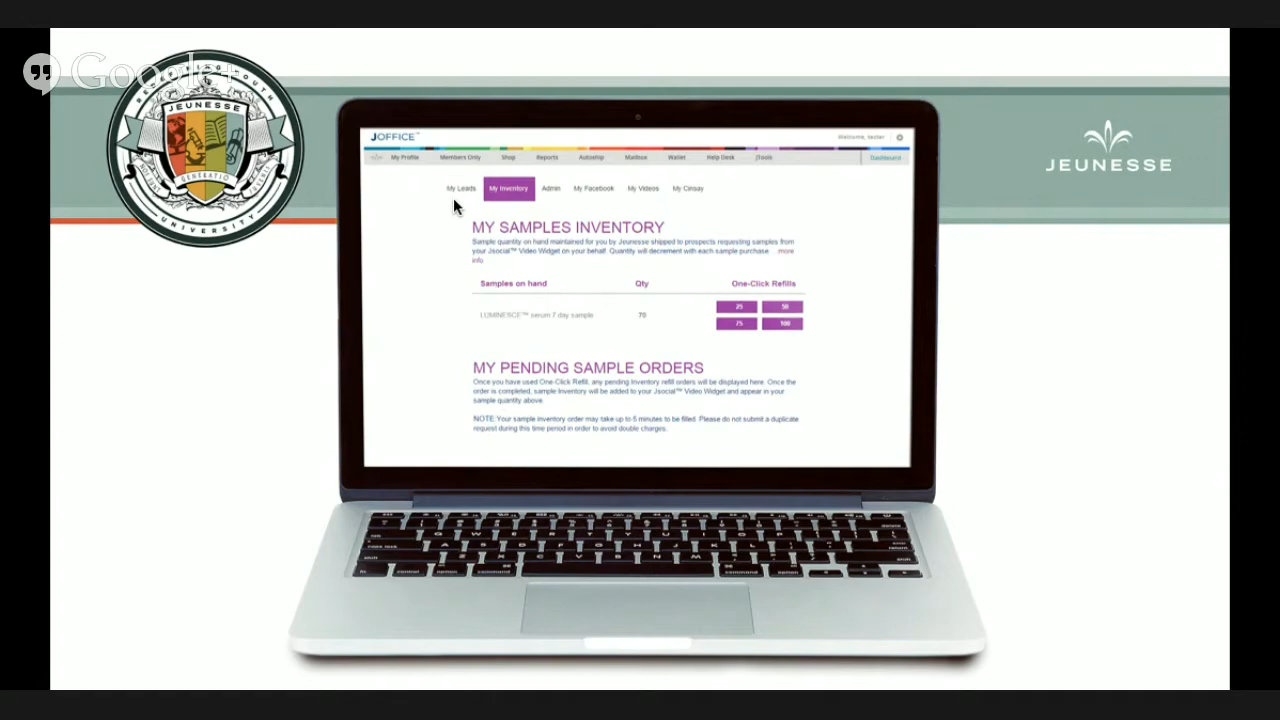 Google+
REDEFINING YOUTH
JEUNESSE
GENERATION
UNIVERSITY
JEUNESSE
JOFFICE™
Welcome, tester
My Profile Members Only Shop Reports Autoship Mailbox Wallet Help Desk JTools Dashboard
My Leads My Inventory Admin My Facebook My Videos My Cinsay
MY SAMPLES INVENTORY
Sample quantity on hand maintained for you by Jeunesse shipped to prospects requesting samples from
your Jsocial™ Video Widget on your behalf. Quantity will decrement with each sample purchase more
info
Samples on hand Qty One-Click Refills
LUMINESCE™ serum 7 day sample 70
25 50
75 100
MY PENDING SAMPLE ORDERS
Once you have used One-Click Refill, any pending Inventory refill orders will be displayed here. Once the
order is completed, sample Inventory will be added to your Jsocial™ Video Widget and appear in your
sample quantity above.
NOTE: Your sample inventory order may take up to 5 minutes to be filled. Please do not submit a duplicate
request during this time period in order to avoid double charges.